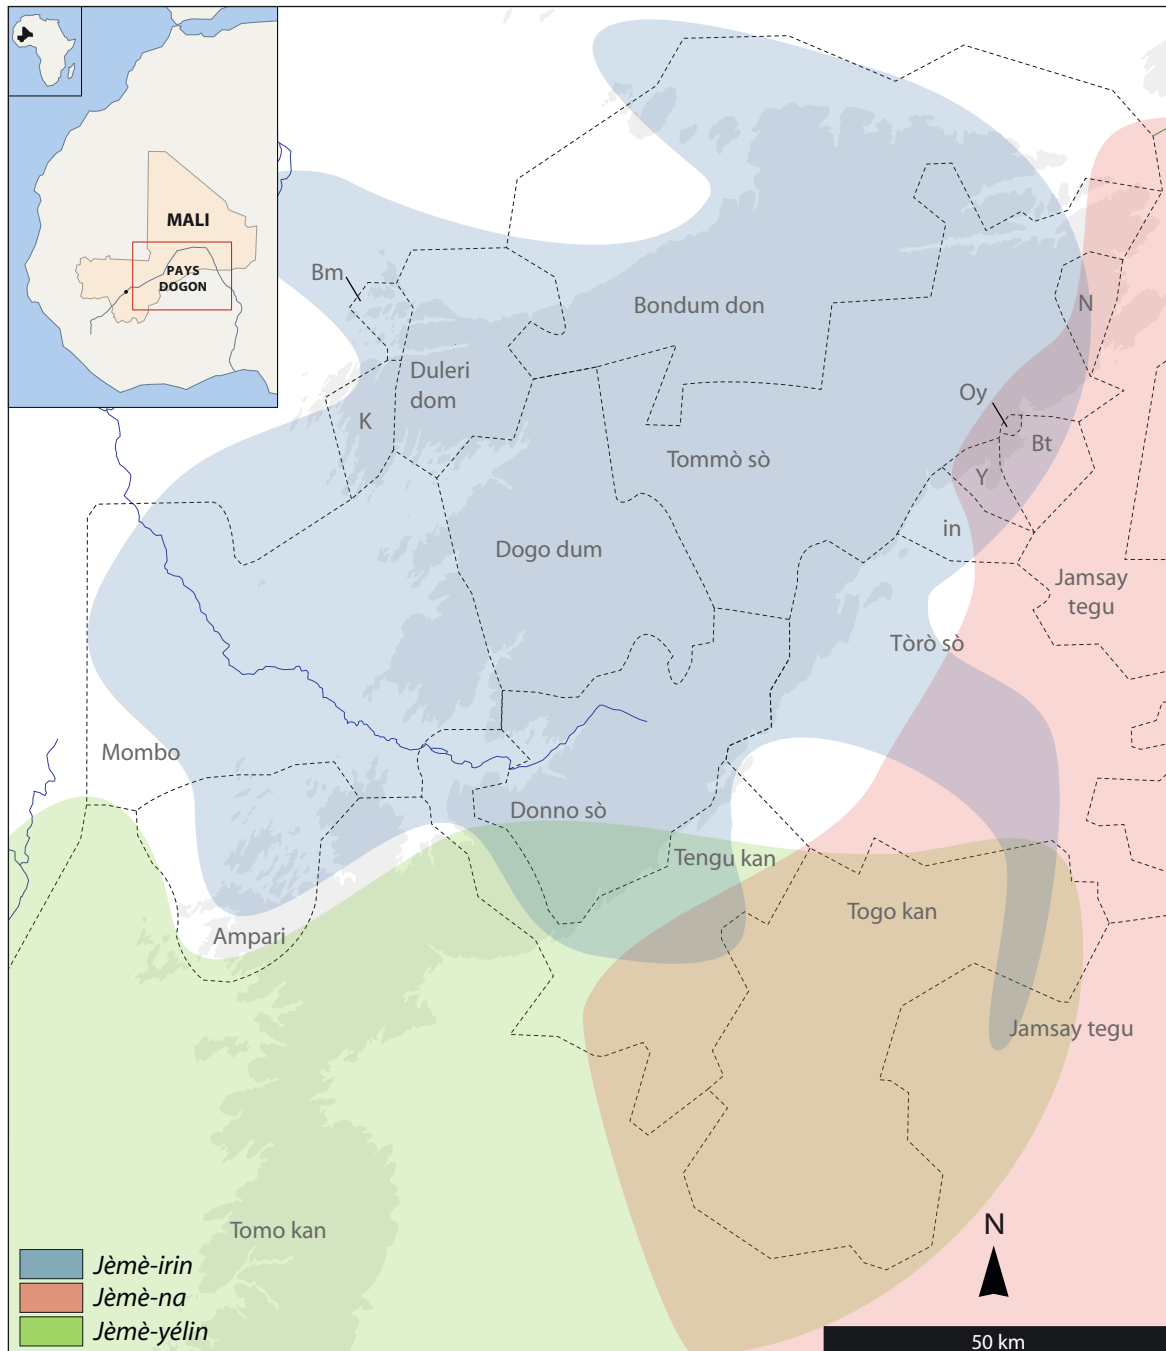 MALI
PAYS
DOGON
Bm
Bondum don
N
Duleri
dom
K
Oy
Bt
Tommò sò
Y
in
Dogo dum
Jamsay
tegu
Tòrò sò
Mombo
Donno sò
Tengu kan
Togo kan
Ampari
Jamsay tegu
Tomo kan
N
Jèmè-irin
Jèmè-na
Jèmè-yélin
50 km